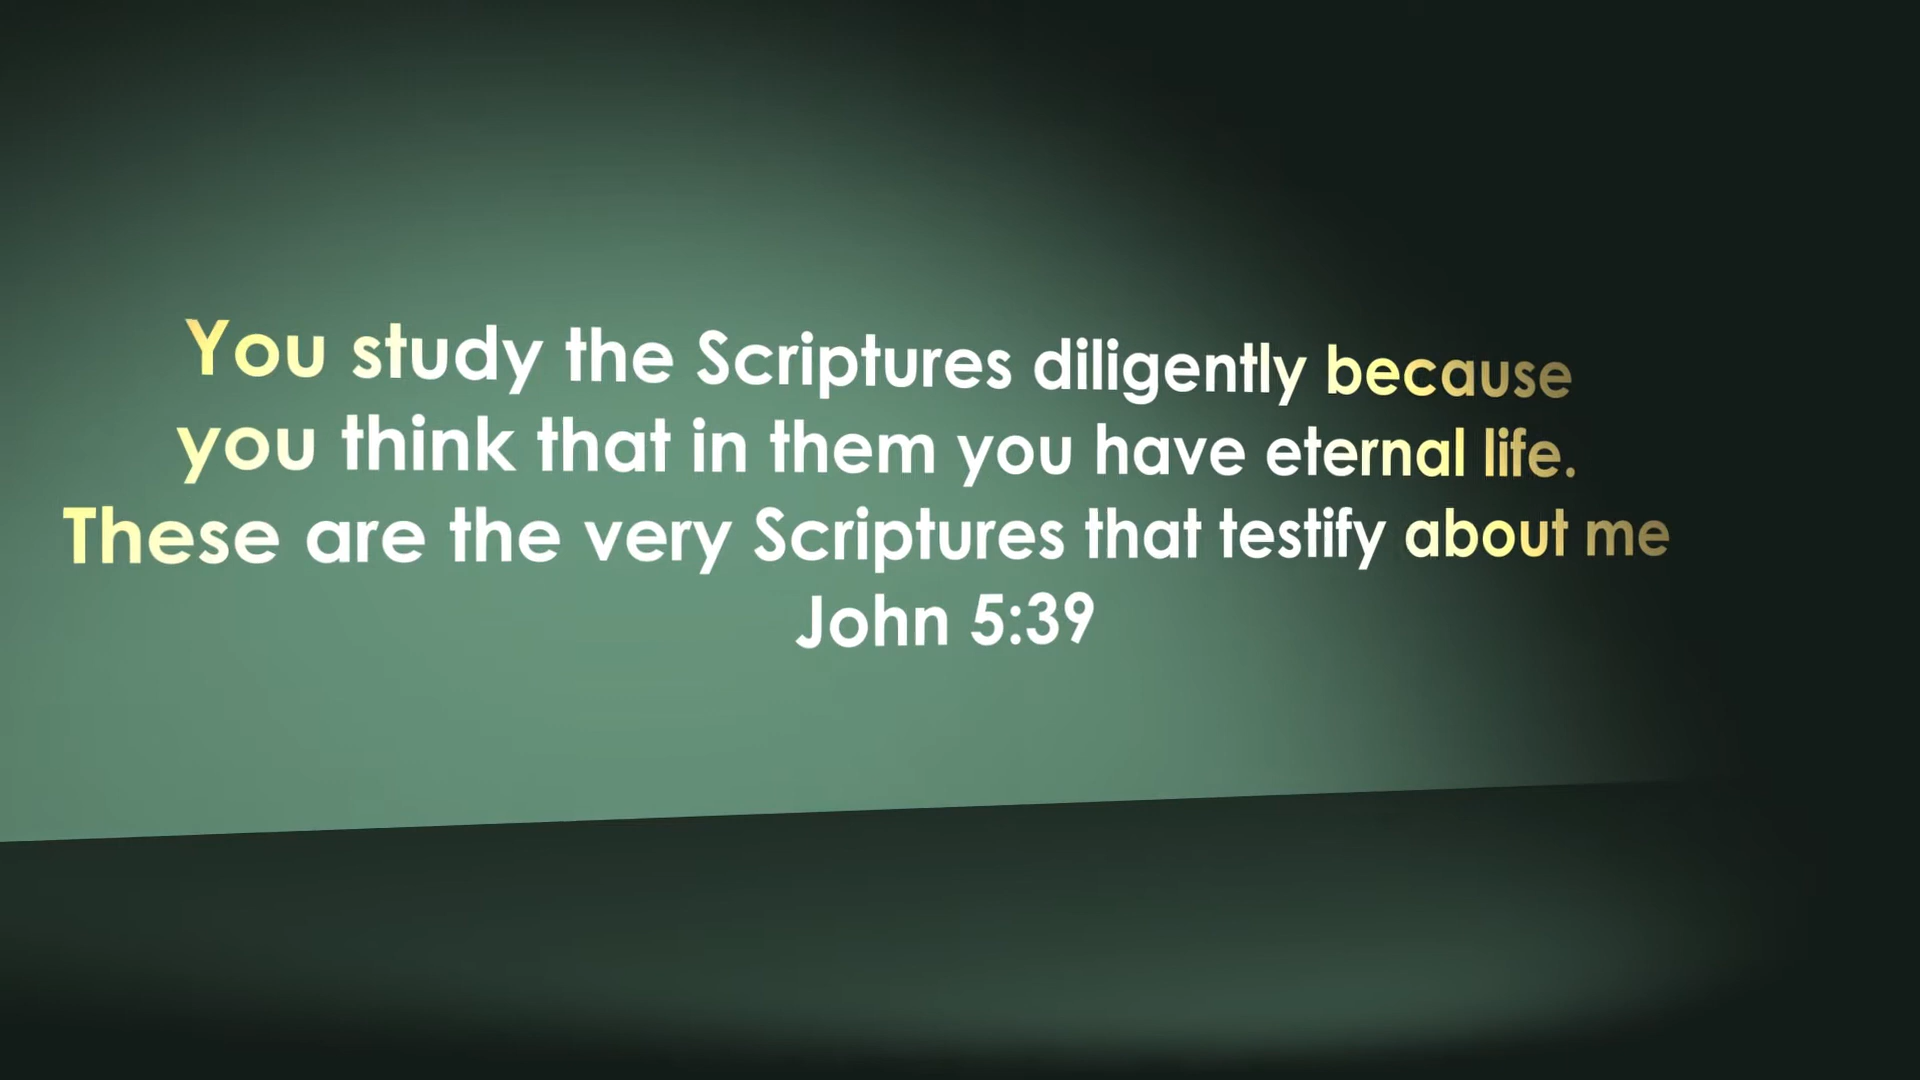 You study the Scriptures diligently because
you think that in them you have eternal life.
These are the very Scriptures that testify about me
John 5:39